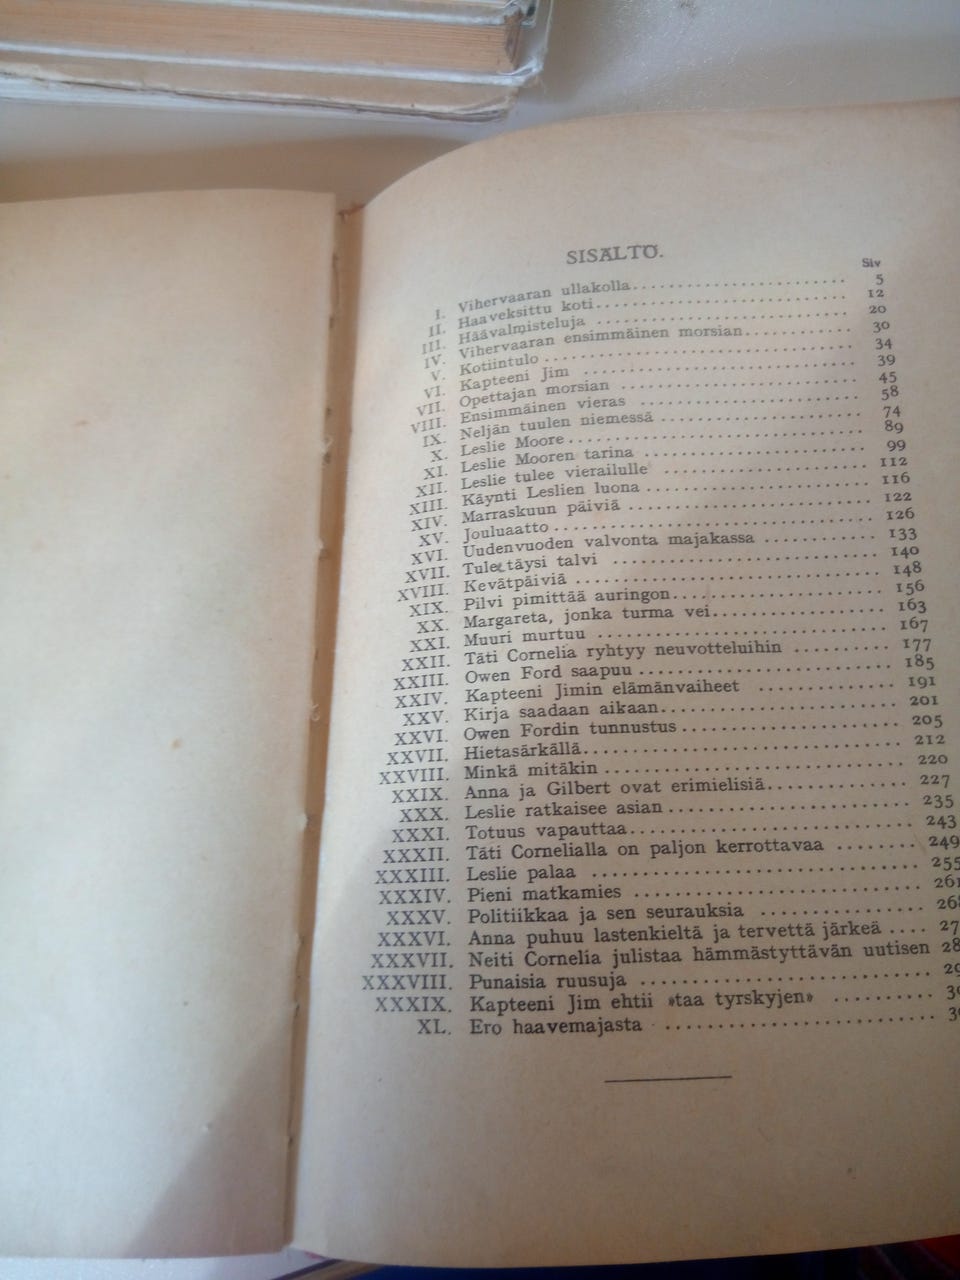 SISÄLTÖ.
Siv
I. Vihervaaran ullakolla 5
II. Haaveksittu koti 12
III. Häävalmisteluja 20
IV. Vihervaaran ensimmäinen morsian 30
V. Kotiintulo 34
VI. Kapteeni Jim 39
VII. Opettajan morsian 45
VIII. Ensimmäinen vieras 58
IX. Neljän tuulen niemessä 74
X. Leslie Moore 89
XI. Leslie Mooren tarina 99
XII. Leslie tulee vierailulle 112
XIII. Käynti Leslien luona 116
XIV. Marraskuun päiviä 122
XV. Jouluaatto 126
XVI. Uudenvuoden valvonta majakassa 133
XVII. Tulee täysi talvi 140
XVIII. Kevätpäiviä 148
XIX. Pilvi pimittää auringon 156
XX. Margareta, jonka turma vei 163
XXI. Muuri murtuu 167
XXII. Täti Cornelia ryhtyy neuvotteluihin 177
XXIII. Owen Ford saapuu 185
XXIV. Kapteeni Jimin elämänvaiheet 191
XXV. Kirja saadaan aikaan 201
XXVI. Owen Fordin tunnustus 205
XXVII. Hietasärkällä 212
XXVIII. Minkä mitäkin 220
XXIX. Anna ja Gilbert ovat erimielisiä 227
XXX. Leslie ratkaisee asian 235
XXXI. Totuus vapauttaa 243
XXXII. Täti Cornelialla on paljon kerrottavaa 249
XXXIII. Leslie palaa 255
XXXIV. Pieni matkamies 261
XXXV. Politiikkaa ja sen seurauksia 268
XXXVI. Anna puhuu lastenkieltä ja tervettä järkeä 27
XXXVII. Neiti Cornelia julistaa hämmästyttävän uutisen 28
XXXVIII. Punaisia ruusuja 29
XXXIX. Kapteeni Jim ehtii »taa tyrskyjen» 30
XL. Ero haavemajasta 30